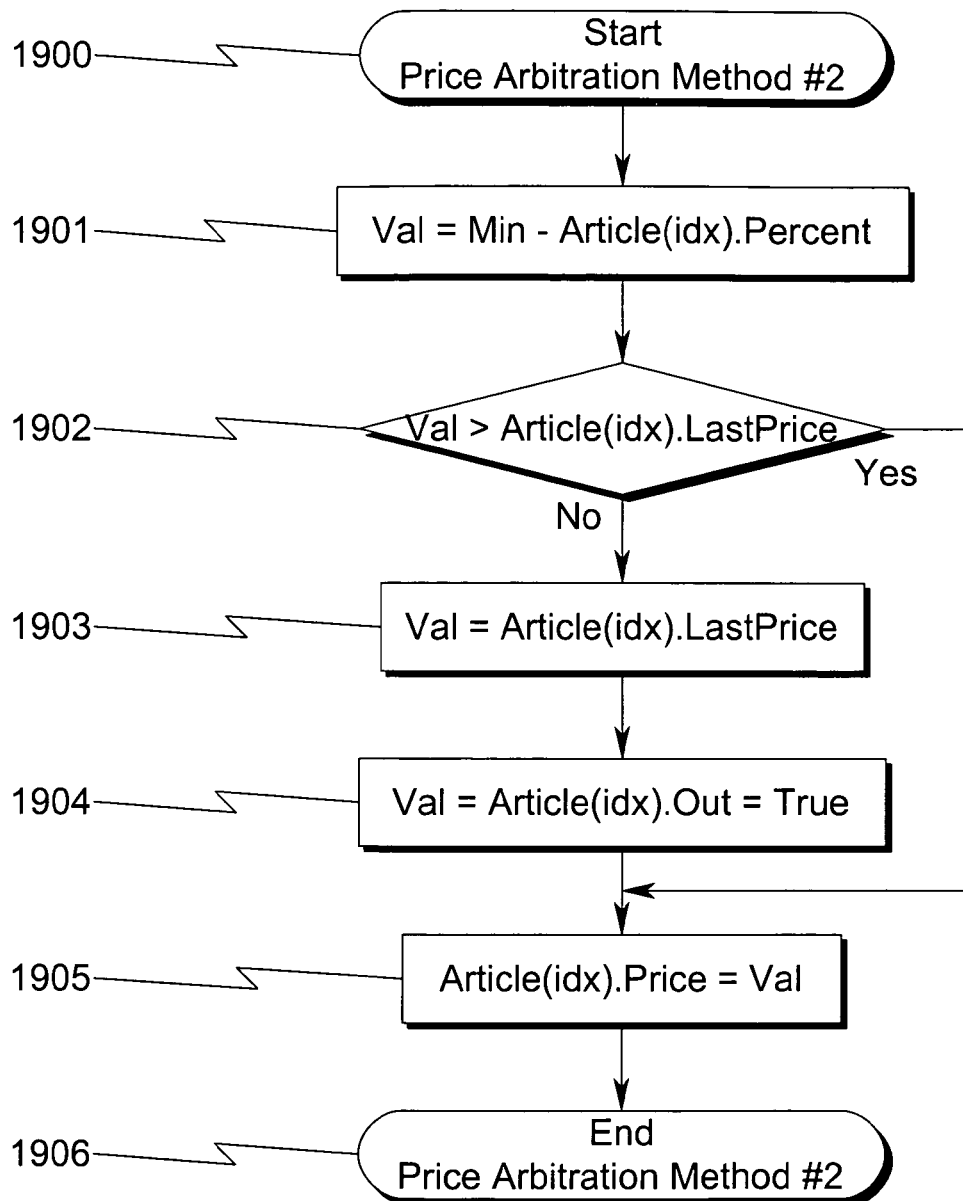 1900
Start
Price Arbitration Method #2
1901
Val = Min - Article(idx).Percent
1902
Val > Article(idx).LastPrice
Yes
No
1903
Val = Article(idx).LastPrice
1904
Val = Article(idx).Out = True
1905
Article(idx).Price = Val
1906
End
Price Arbitration Method #2